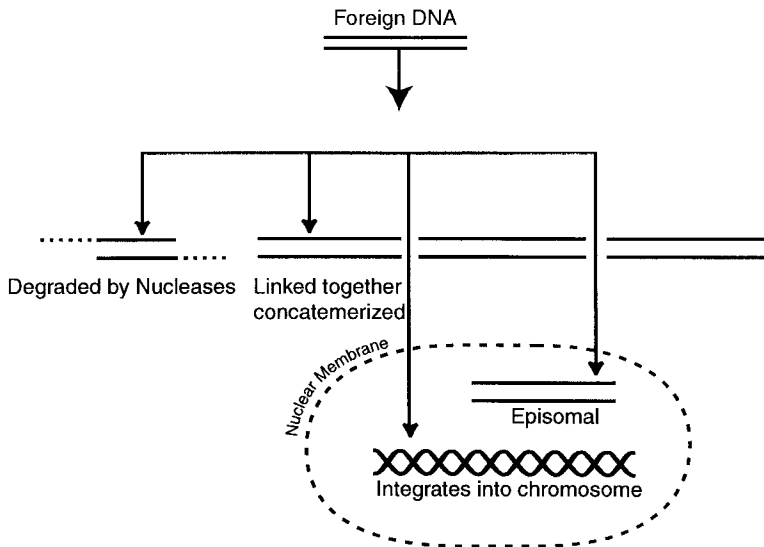 Foreign DNA
Degraded by Nucleases
Linked together
concatemerized
Nuclear Membrane
Episomal
Integrates into chromosome